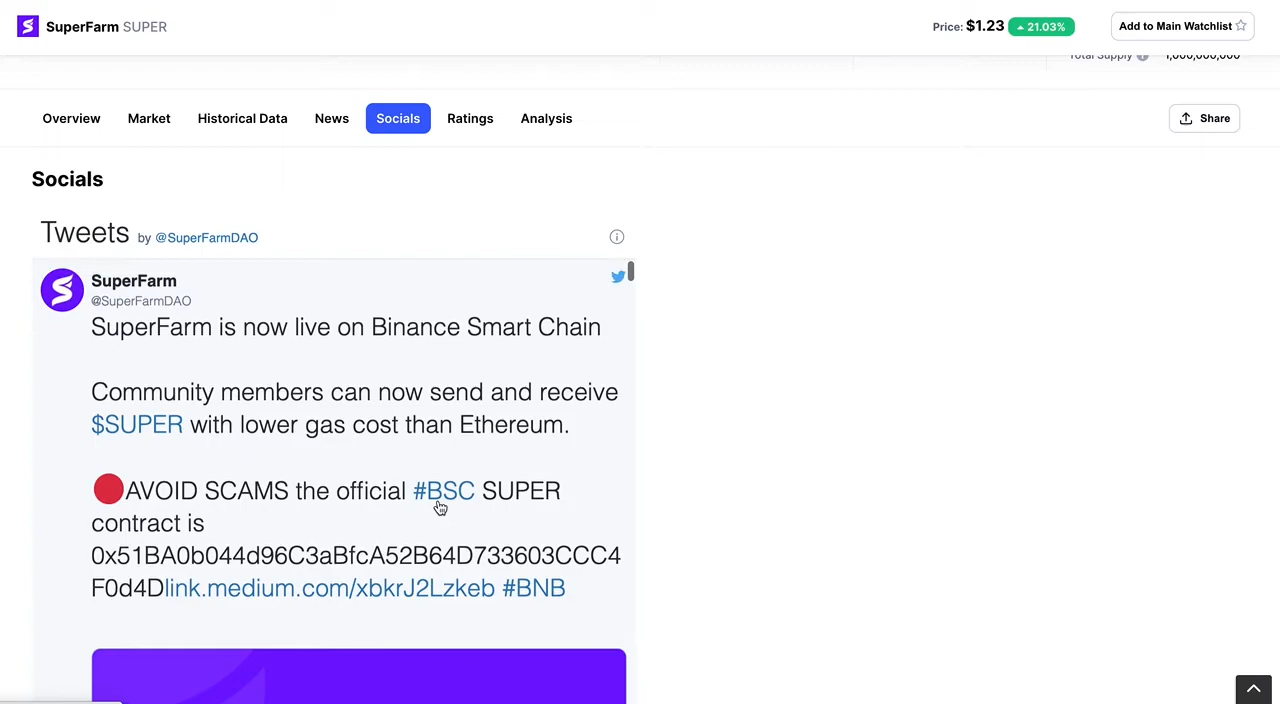 SuperFarm SUPER
Price: $1.23 21.03%
Add to Main Watchlist
Total Supply 1,000,000,000
Overview Market Historical Data News Socials Ratings Analysis
Share
Socials
Tweets by @SuperFarmDAO
SuperFarm
@SuperFarmDAO
SuperFarm is now live on Binance Smart Chain
Community members can now send and receive
$SUPER with lower gas cost than Ethereum.
AVOID SCAMS the official #BSC SUPER
contract is
0x51BA0b044d96C3aBfcA52B64D733603CCC4
F0d4Dlink.medium.com/xbkrJ2Lzkeb #BNB